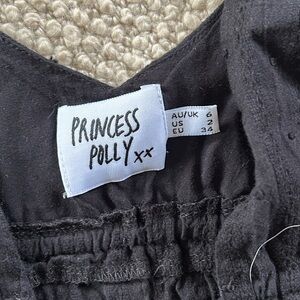 PRINCESS
POLLY xx
AU/UK 6
US 2
EU 34